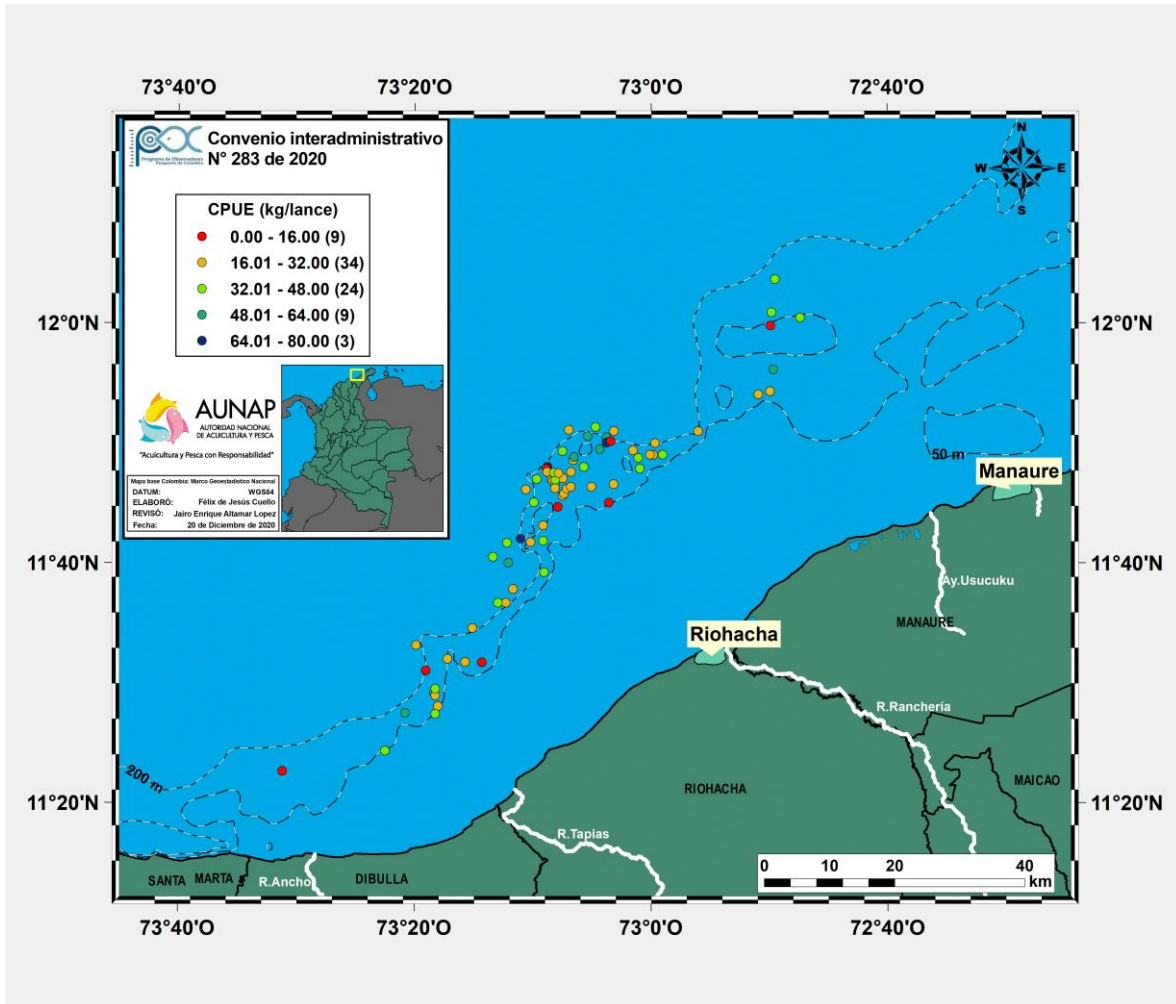 73°40'O 73°20'O 73°0'O 72°40'O
Programa de Observadores
Pesqueros de Colombia
Convenio interadministrativo
N° 283 de 2020
CPUE (kg/lance)
0.00 - 16.00 (9)
16.01 - 32.00 (34)
32.01 - 48.00 (24)
48.01 - 64.00 (9)
64.01 - 80.00 (3)
AUNAP
AUTORIDAD NACIONAL
DE ACUICULTURA Y PESCA
"Acuicultura y Pesca con Responsabilidad"
Mapa base Colombia: Marco Geoestadístico Nacional
DATUM: WGS84
ELABORÓ: Félix de Jesús Cuello
REVISÓ: Jairo Enrique Altamar Lopez
Fecha: 20 de Diciembre de 2020
N
W E
S
12°0'N 12°0'N
50 m
Manaure
11°40'N 11°40'N
Ay.Usucuku
MANAURE
Riohacha
R.Ranchería
200 m
RIOHACHA
MAICAO
11°20'N 11°20'N
R.Tapias
SANTA MARTA
R.Ancho
DIBULLA
0 10 20 40
km
73°40'O 73°20'O 73°0'O 72°40'O